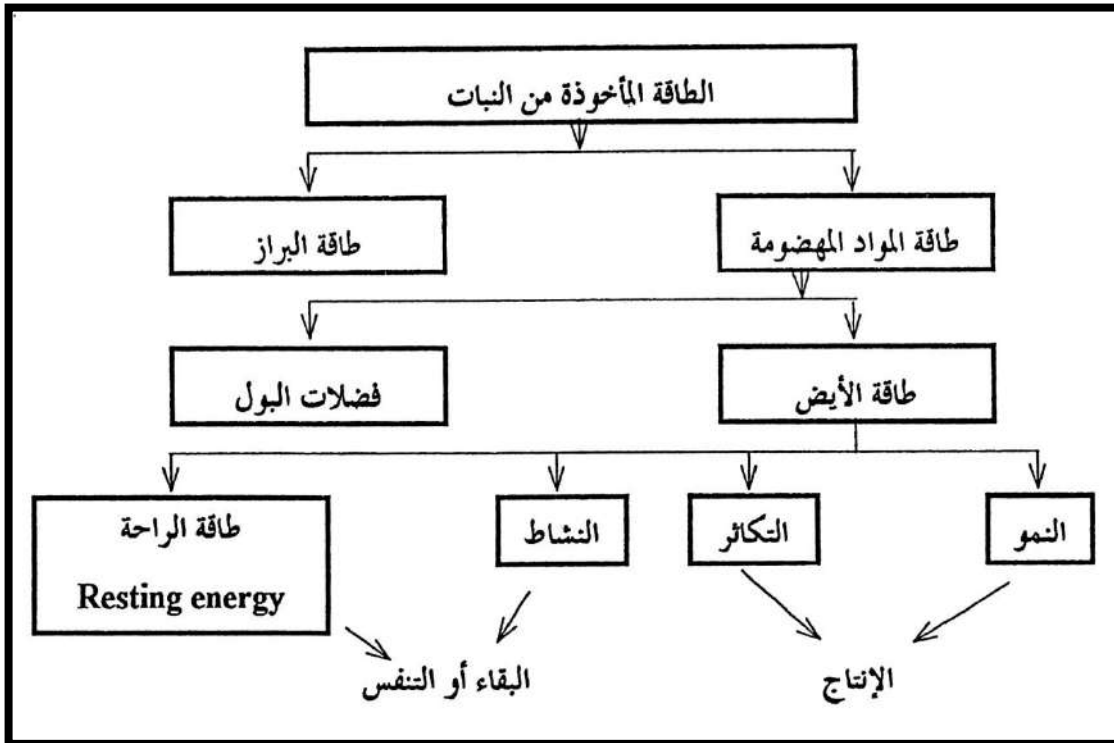 الطاقة المأخوذة من النبات
طاقة المواد المهضومة
طاقة البراز
طاقة الأيض
فضلات البول
النمو
التكاثر
النشاط
طاقة الراحة
Resting energy
الإنتاج
البقاء أو التنفس